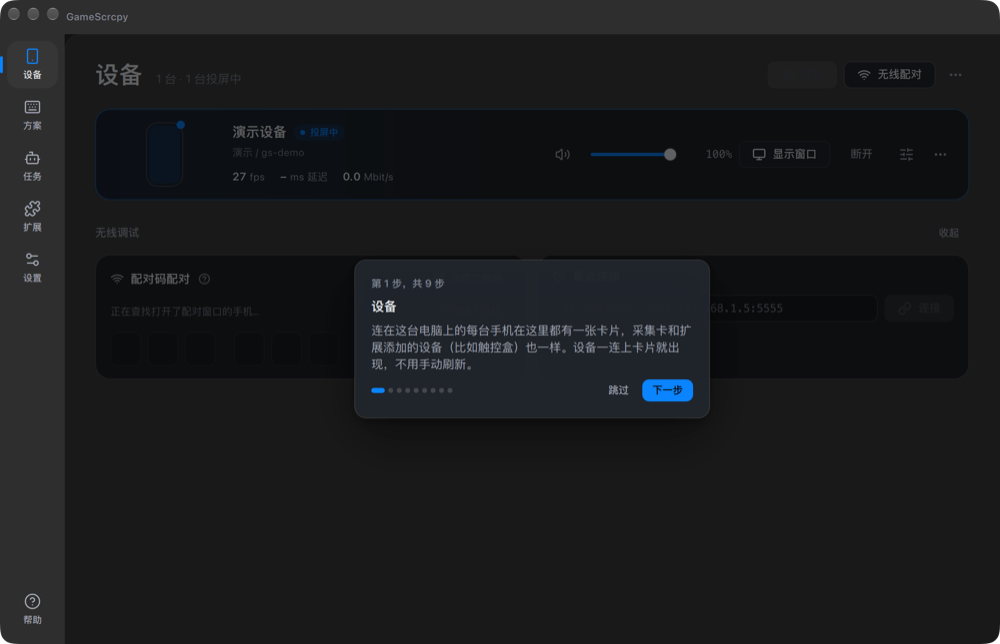 GameScrcpy
设备
方案
任务
扩展
设置
帮助
设备 1 台 · 1 台投屏中
无线配对
演示设备 投屏中
演示 / gs-demo
27 fps – ms 延迟 0.0 Mbit/s
100% 显示窗口 断开
无线调试 收起
配对码配对
正在查找打开了配对窗口的手机…
68.1.5:5555 连接
第 1 步，共 9 步
设备
连在这台电脑上的每台手机在这里都有一张卡片，采集卡和扩
展添加的设备（比如触控盒）也一样。设备一连上卡片就出
现，不用手动刷新。
跳过 下一步